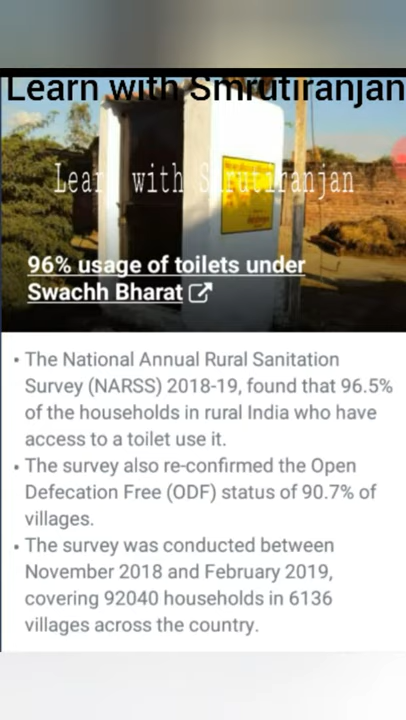 Learn with Smrutiranjan
Learn with Smrutiranjan
96% usage of toilets under
Swachh Bharat
• The National Annual Rural Sanitation
Survey (NARSS) 2018-19, found that 96.5%
of the households in rural India who have
access to a toilet use it.
• The survey also re-confirmed the Open
Defecation Free (ODF) status of 90.7% of
villages.
• The survey was conducted between
November 2018 and February 2019,
covering 92040 households in 6136
villages across the country.